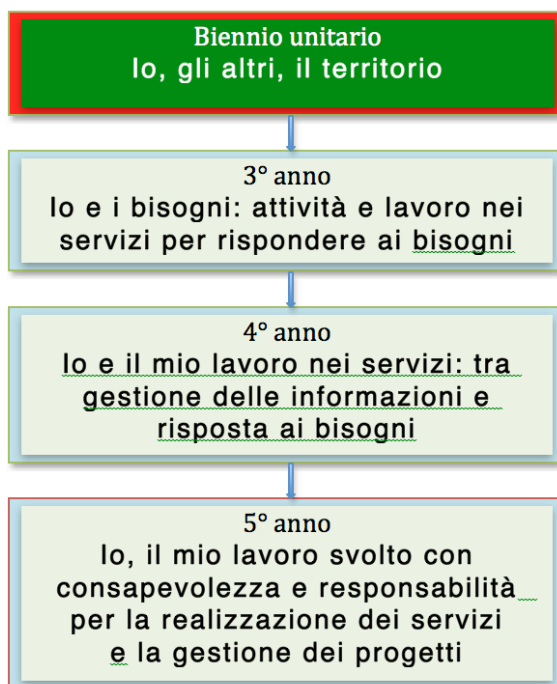 Biennio unitario
Io, gli altri, il territorio
3° anno
Io e i bisogni: attività e lavoro nei
servizi per rispondere ai bisogni
4° anno
Io e il mio lavoro nei servizi: tra
gestione delle informazioni e
risposta ai bisogni
5° anno
Io, il mio lavoro svolto con
consapevolezza e responsabilità
per la realizzazione dei servizi
e la gestione dei progetti